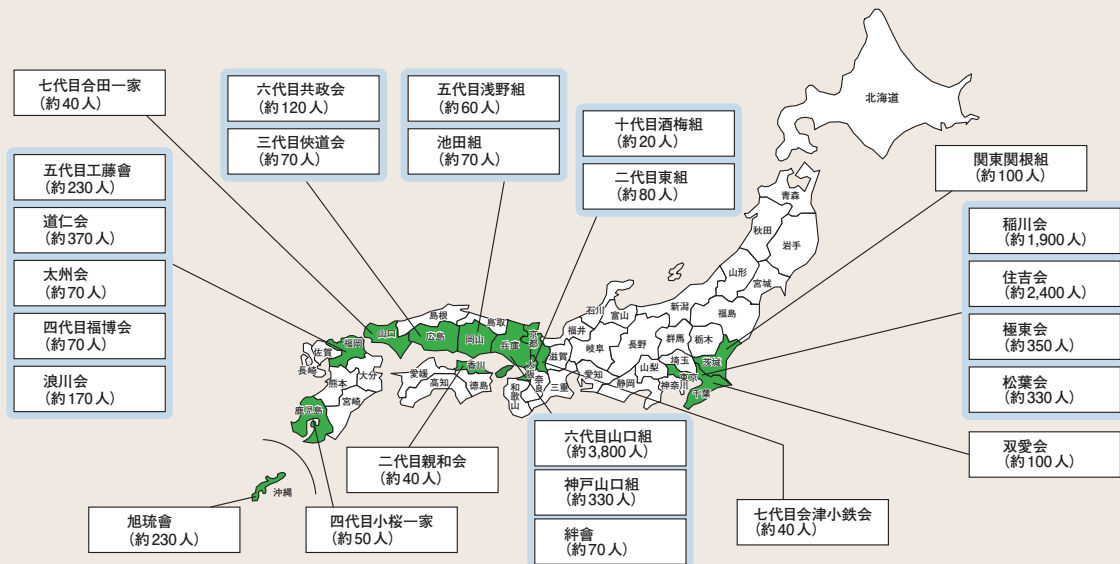 七代目合田一家
（約40人）
六代目共政会
（約120人）
三代目俠道会
（約70人）
五代目浅野組
（約60人）
池田組
（約70人）
十代目酒梅組
（約20人）
二代目東組
（約80人）
関東関根組
（約100人）
五代目工藤會
（約230人）
道仁会
（約370人）
太州会
（約70人）
四代目福博会
（約70人）
浪川会
（約170人）
稲川会
（約1,900人）
住吉会
（約2,400人）
極東会
（約350人）
松葉会
（約330人）
双愛会
（約100人）
六代目山口組
（約3,800人）
神戸山口組
（約330人）
絆會
（約70人）
七代目会津小鉄会
（約40人）
二代目親和会
（約40人）
四代目小桜一家
（約50人）
旭琉會
（約230人）
北海道
青森
秋田
岩手
山形
宮城
新潟
福島
石川
富山
福井
岐阜
長野
群馬
栃木
埼玉
茨城
東京
千葉
神奈川
山梨
静岡
愛知
滋賀
三重
京都
大阪
奈良
和歌山
兵庫
鳥取
島根
岡山
広島
山口
香川
徳島
愛媛
高知
福岡
佐賀
長崎
大分
熊本
宮崎
鹿児島
沖縄